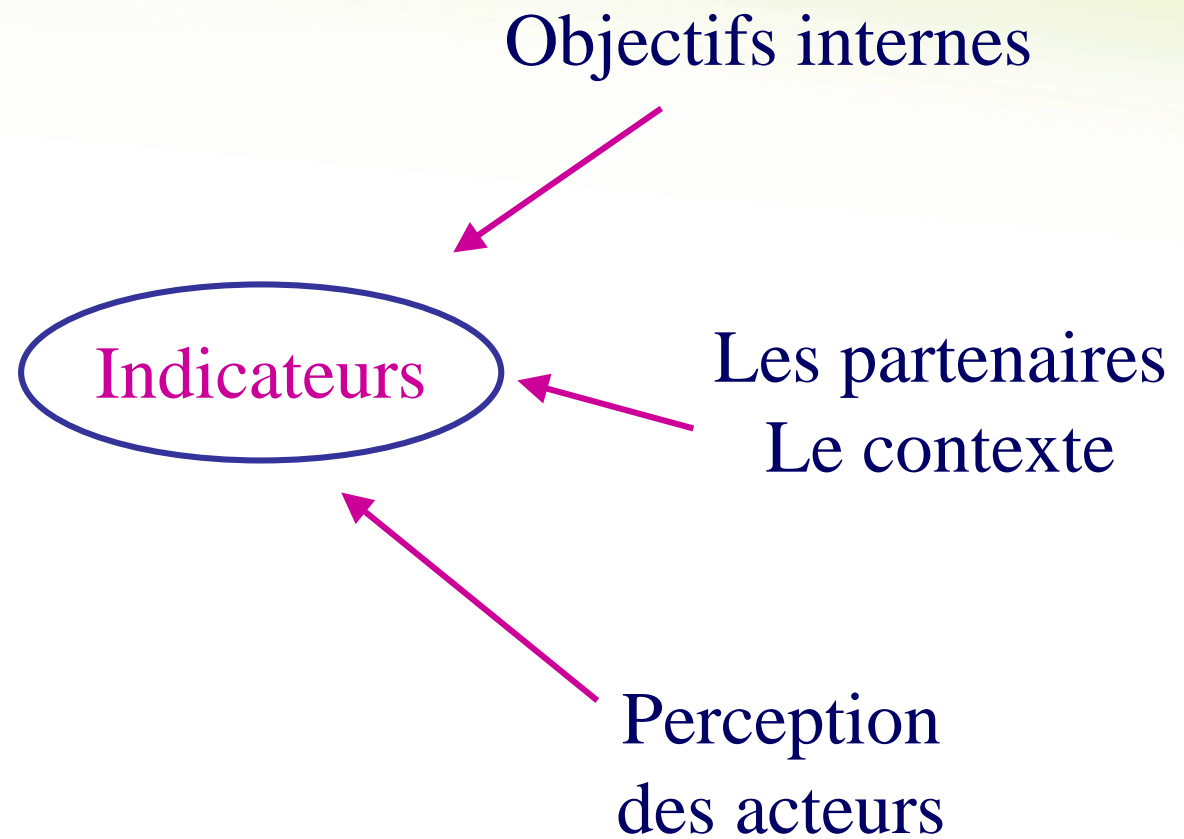 Objectifs internes
Indicateurs
Les partenaires
Le contexte
Perception
des acteurs